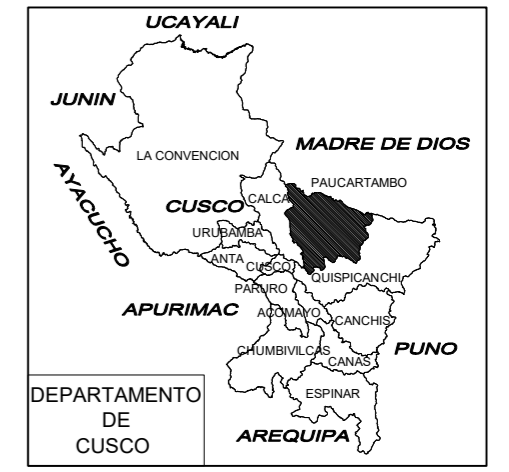 UCAYALI
JUNIN
MADRE DE DIOS
LA CONVENCION
PAUCARTAMBO
AYACUCHO
CALCA
CUSCO
URUBAMBA
ANTA
CUSCO
QUISPICANCHI
PARURO
APURIMAC
ACOMAYO
CANCHIS
CHUMBIVILCAS
PUNO
CANAS
ESPINAR
DEPARTAMENTO
DE
CUSCO
AREQUIPA